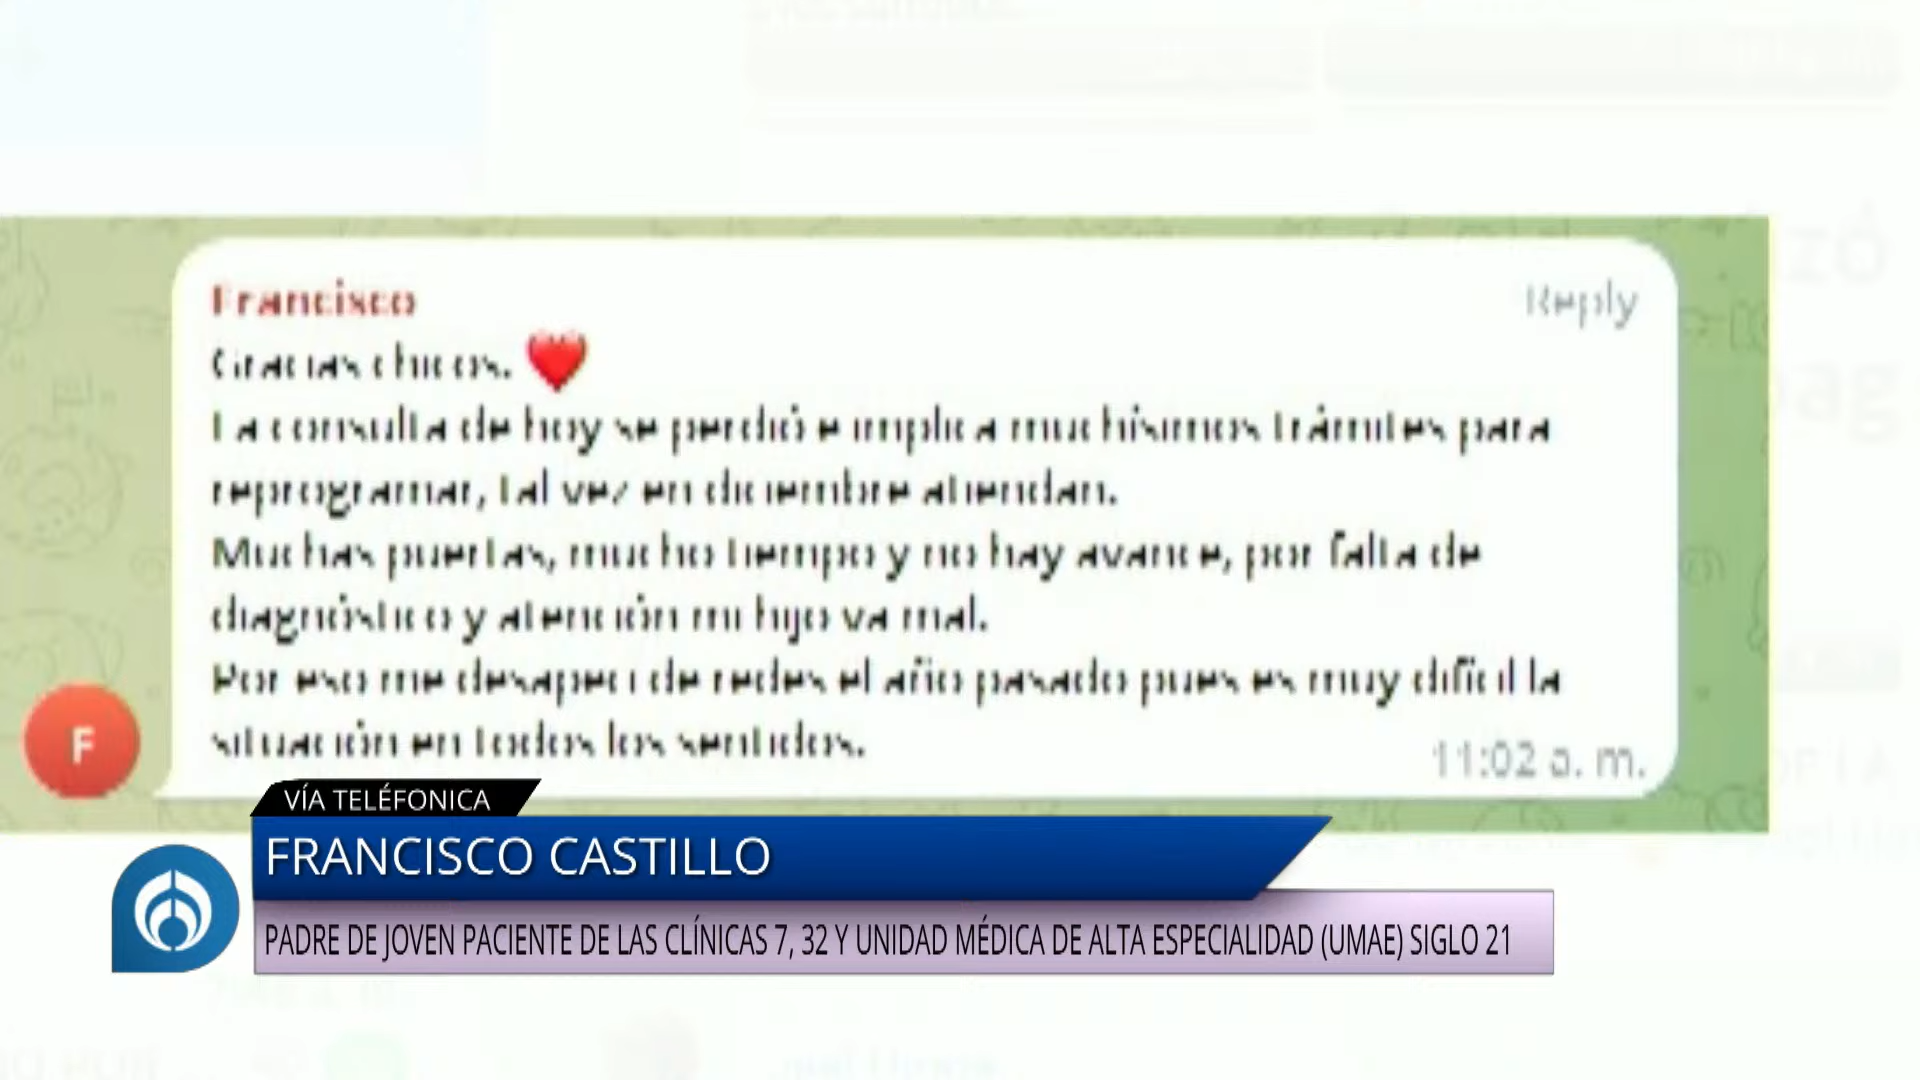 Francisco
Reply
Gracias chicos. ❤️
La consulta de hoy se perdió e implica muchísimos trámites para
reprogramar, tal vez en diciembre atiendan.
Muchas puertas, mucho tiempo y no hay avance, por falta de
diagnóstico y atención mi hijo va mal.
Por eso me desapecí de redes el año pasado pues es muy difícil la
situación en todos los sentidos.
11:02 a. m.
F
VÍA TELÉFONICA
FRANCISCO CASTILLO
PADRE DE JOVEN PACIENTE DE LAS CLÍNICAS 7, 32 Y UNIDAD MÉDICA DE ALTA ESPECIALIDAD (UMAE) SIGLO 21